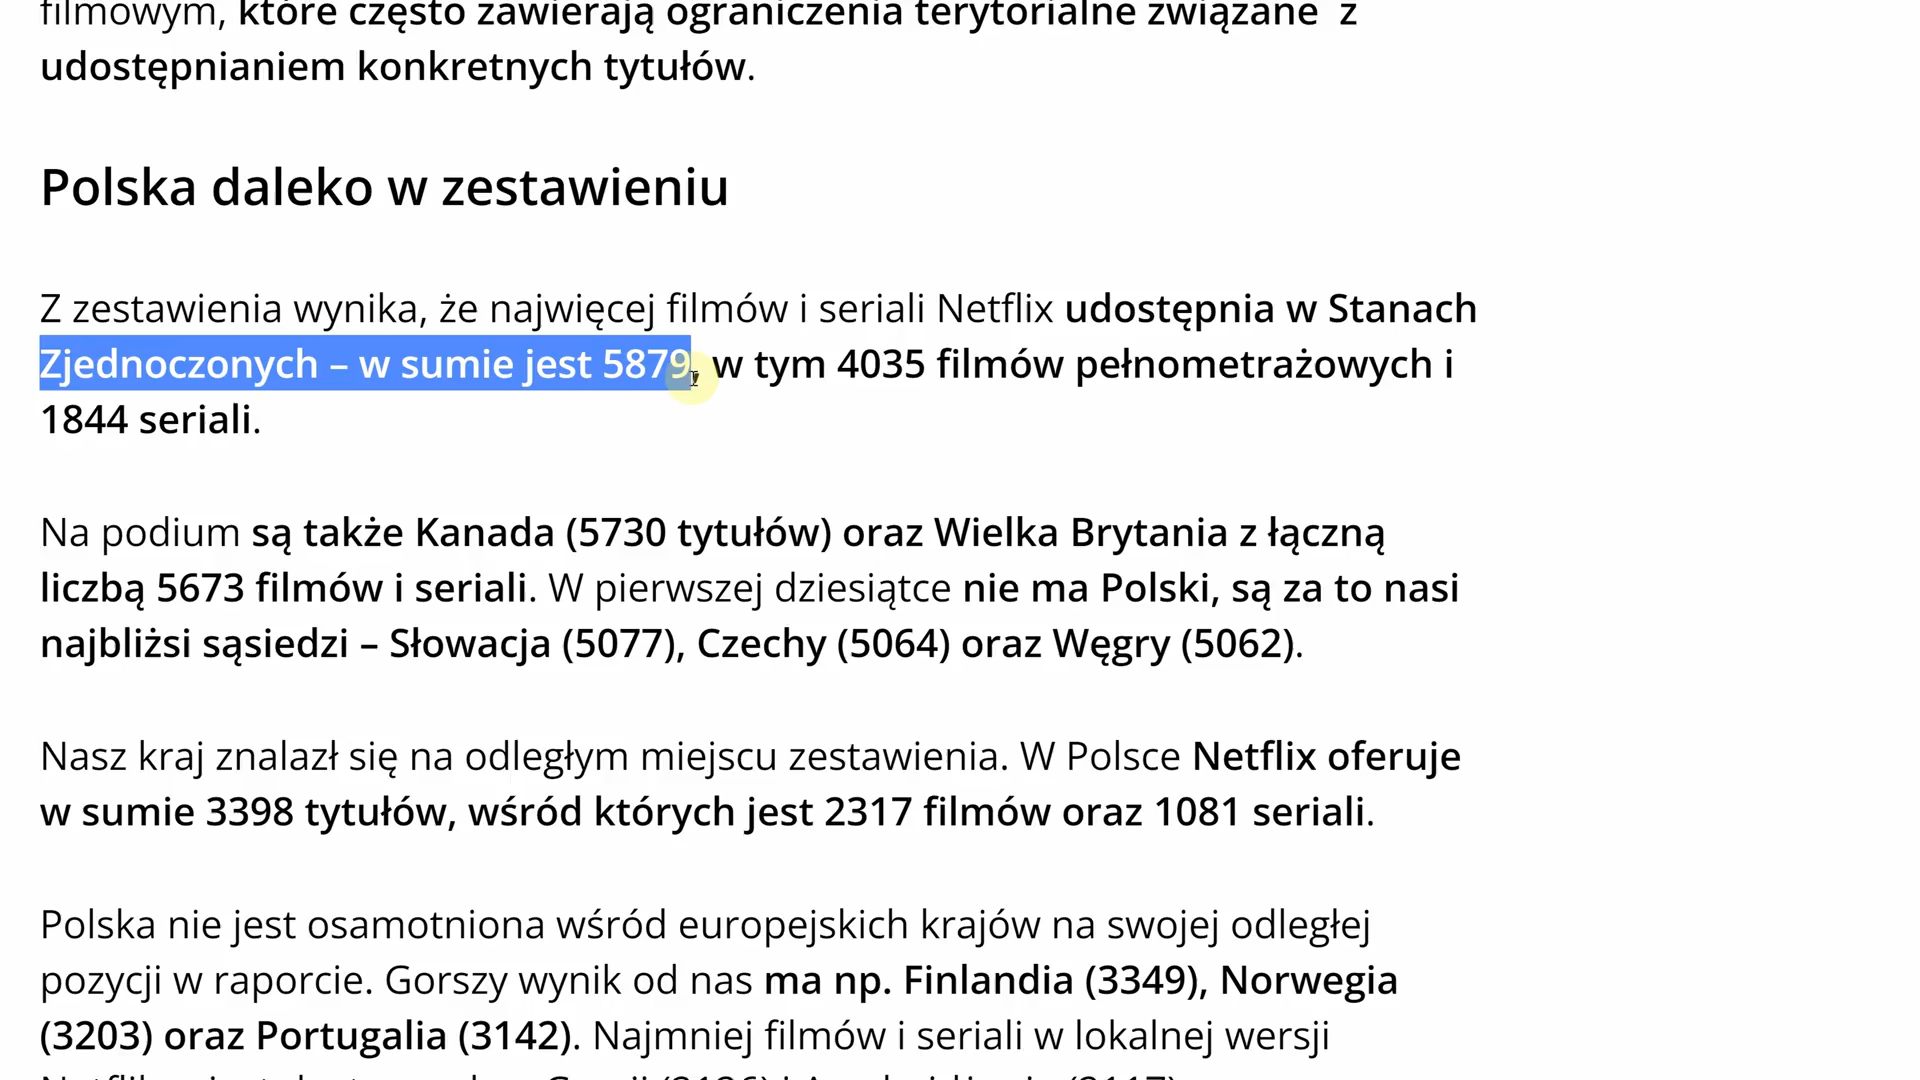 filmowym, które często zawierają ograniczenia terytorialne związane z
udostępnianiem konkretnych tytułów.
Polska daleko w zestawieniu
Z zestawienia wynika, że najwięcej filmów i seriali Netflix udostępnia w Stanach
Zjednoczonych – w sumie jest 5879, w tym 4035 filmów pełnometrażowych i
1844 seriali.
Na podium są także Kanada (5730 tytułów) oraz Wielka Brytania z łączną
liczbą 5673 filmów i seriali. W pierwszej dziesiątce nie ma Polski, są za to nasi
najbliżsi sąsiedzi – Słowacja (5077), Czechy (5064) oraz Węgry (5062).
Nasz kraj znalazł się na odległym miejscu zestawienia. W Polsce Netflix oferuje
w sumie 3398 tytułów, wśród których jest 2317 filmów oraz 1081 seriali.
Polska nie jest osamotniona wśród europejskich krajów na swojej odległej
pozycji w raporcie. Gorszy wynik od nas ma np. Finlandia (3349), Norwegia
(3203) oraz Portugalia (3142). Najmniej filmów i seriali w lokalnej wersji